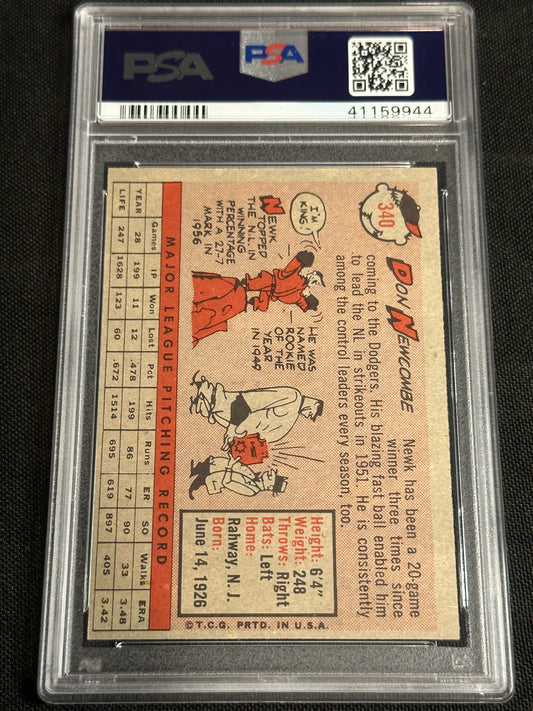 PSA
PSA
41159944
340
DON NEWCOMBE
Newk has been a 20-game
winner three times since
coming to the Dodgers. His blazing fast ball enabled him
to lead the NL in strikeouts in 1951. He is consistently
among the control leaders every season, too.
I'M
KING!
NEWK
TOPPED
THE N.L. IN
WINNING
PERCENTAGE
WITH A 27-7
MARK IN
1956
HE WAS
NAMED
ROOKIE
OF THE
YEAR
IN 1949
Height: 6'4"
Weight: 248
Throws: Right
Bats: Left
Home:
Rahway, N. J.
Born:
June 14, 1926
MAJOR LEAGUE PITCHING RECORD
Games IP Won Lost Pct Hits Runs ER SO Walks ERA
YEAR 28 199 11 12 .478 199 86 77 90 33 3.48
LIFE 247 1628 123 60 .672 1514 695 619 897 405 3.42
©T.C.G. PRTD. IN U.S.A.